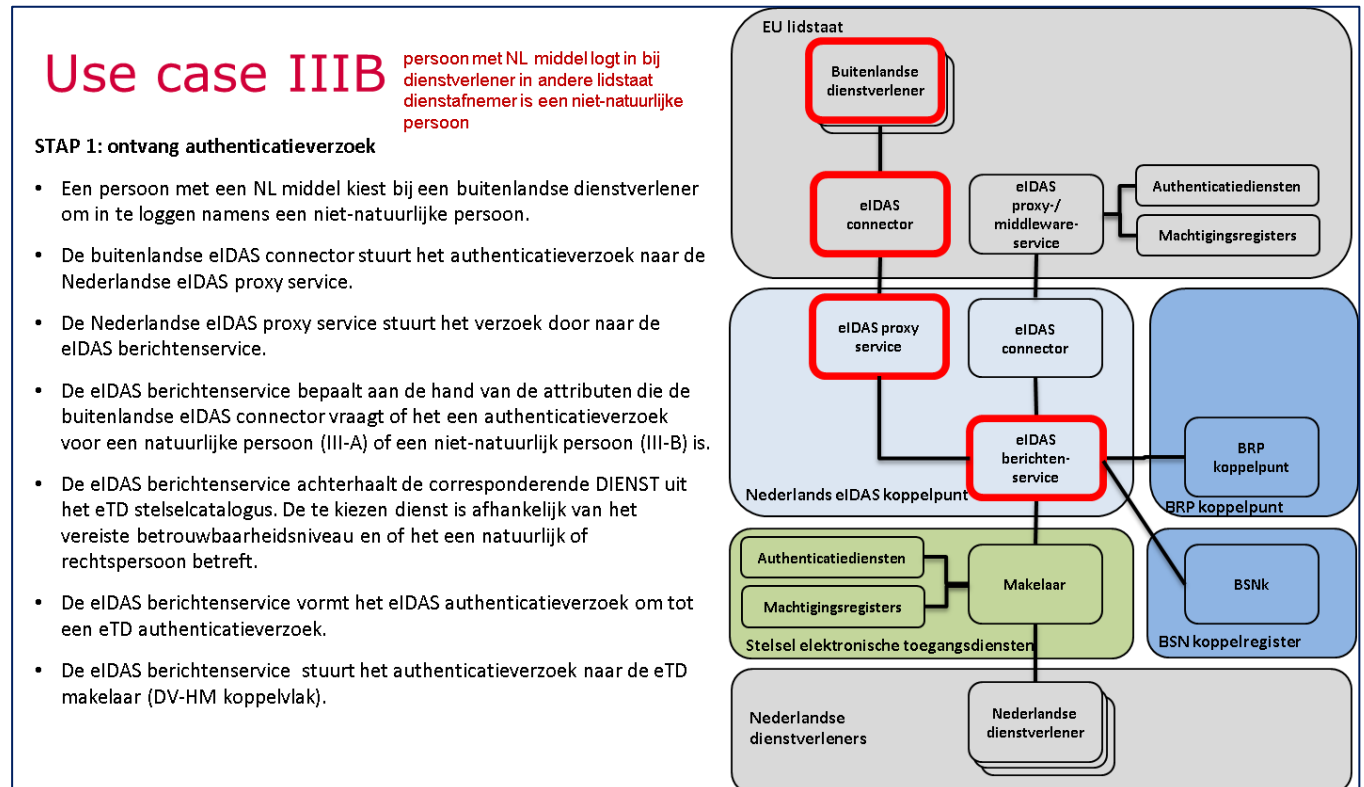 Use case IIIB
persoon met NL middel logt in bij
dienstverlener in andere lidstaat
dienstafnemer is een niet-natuurlijke
persoon
STAP 1: ontvang authenticatieverzoek
• Een persoon met een NL middel kiest bij een buitenlandse dienstverlener
om in te loggen namens een niet-natuurlijke persoon.
• De buitenlandse eIDAS connector stuurt het authenticatieverzoek naar de
Nederlandse eIDAS proxy service.
• De Nederlandse eIDAS proxy service stuurt het verzoek door naar de
eIDAS berichtenservice.
• De eIDAS berichtenservice bepaalt aan de hand van de attributen die de
buitenlandse eIDAS connector vraagt of het een authenticatieverzoek
voor een natuurlijke persoon (III-A) of een niet-natuurlijk persoon (III-B) is.
• De eIDAS berichtenservice achterhaalt de corresponderende DIENST uit
het eTD stelselcatalogus. De te kiezen dienst is afhankelijk van het
vereiste betrouwbaarheidsniveau en of het een natuurlijk of
rechtspersoon betreft.
• De eIDAS berichtenservice vormt het eIDAS authenticatieverzoek om tot
een eTD authenticatieverzoek.
• De eIDAS berichtenservice stuurt het authenticatieverzoek naar de eTD
makelaar (DV-HM koppelvlak).
EU lidstaat
Buitenlandse
dienstverlener
eIDAS
connector
eIDAS
proxy-/
middleware-
service
Authenticatiediensten
Machtigingsregisters
eIDAS proxy
service
eIDAS
connector
eIDAS
berichten-
service
Nederlands eIDAS koppelpunt
BRP
koppelpunt
BRP koppelpunt
Authenticatiediensten
Machtigingsregisters
Makelaar
Stelsel elektronische toegangsdiensten
BSNk
BSN koppelregister
Nederlandse
dienstverleners
Nederlandse
dienstverlener